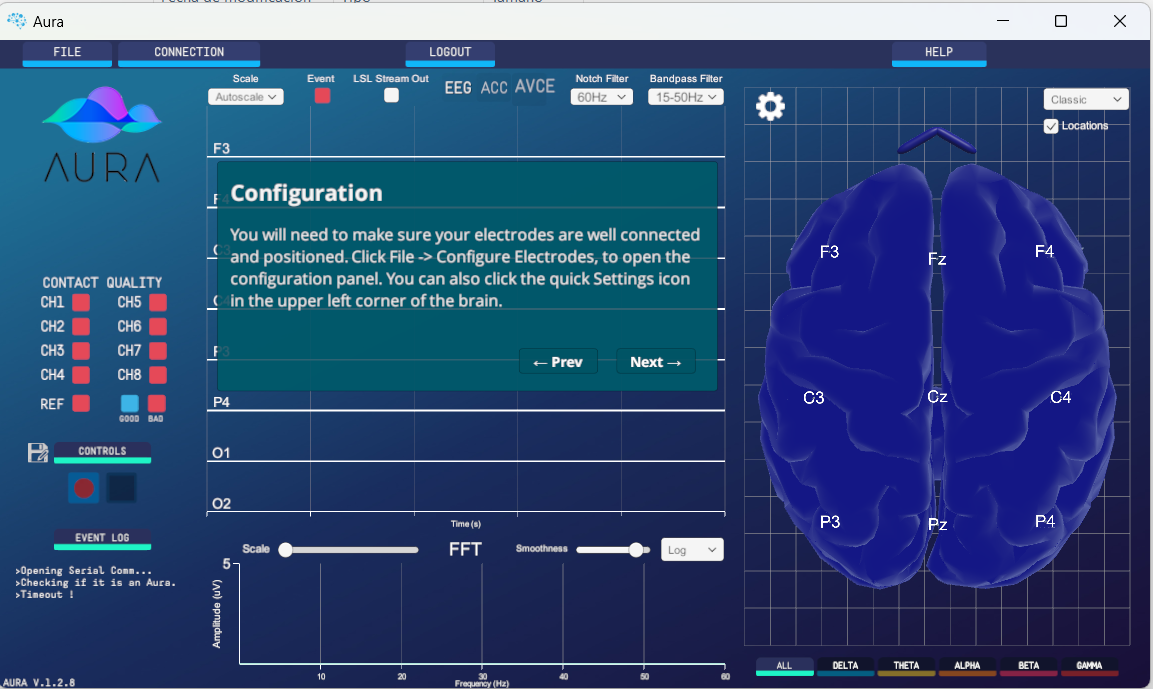 Aura
FILE
CONNECTION
LOGOUT
HELP
Scale
Autoscale
Event
LSL Stream Out
EEG
ACC
AVCE
Notch Filter
60Hz
Bandpass Filter
15-50Hz
Classic
Locations
AURA
F3
Configuration
You will need to make sure your electrodes are well connected
and positioned. Click File -> Configure Electrodes, to open the
configuration panel. You can also click the quick Settings icon
in the upper left corner of the brain.
← Prev
Next →
P3
P4
O1
O2
Time (s)
CONTACT QUALITY
CH1 CH5
CH2 CH6
CH3 CH7
CH4 CH8
REF
GOOD BAD
CONTROLS
EVENT LOG
>Opening Serial Comm...
>Checking if it is an Aura.
>Timeout !
AURA V.1.2.8
Scale
FFT
Smoothness
Log
5
Amplitude (uV)
10 20 30 40 50 60
Frequency (Hz)
F3 Fz F4
C3 Cz C4
P3 Pz P4
ALL DELTA THETA ALPHA BETA GAMMA